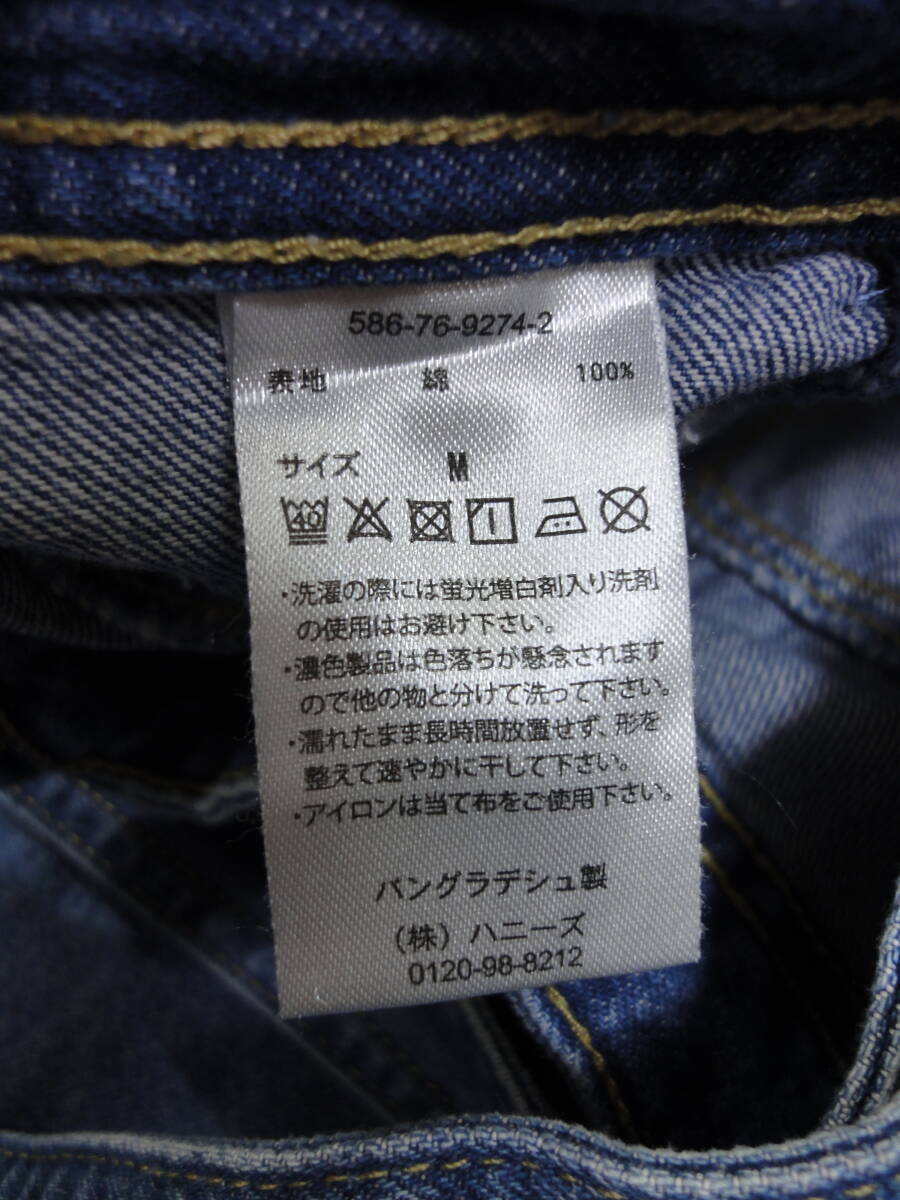 586-76-9274-2
表地 綿 100%
サイズ M
40
・洗濯の際には蛍光増白剤入り洗剤
の使用はお避け下さい。
・濃色製品は色落ちが懸念されます
ので他の物と分けて洗って下さい。
・濡れたまま長時間放置せず、形を
整えて速やかに干して下さい。
・アイロンは当て布をご使用下さい。
バングラデシュ製
（株）ハニーズ
0120-98-8212